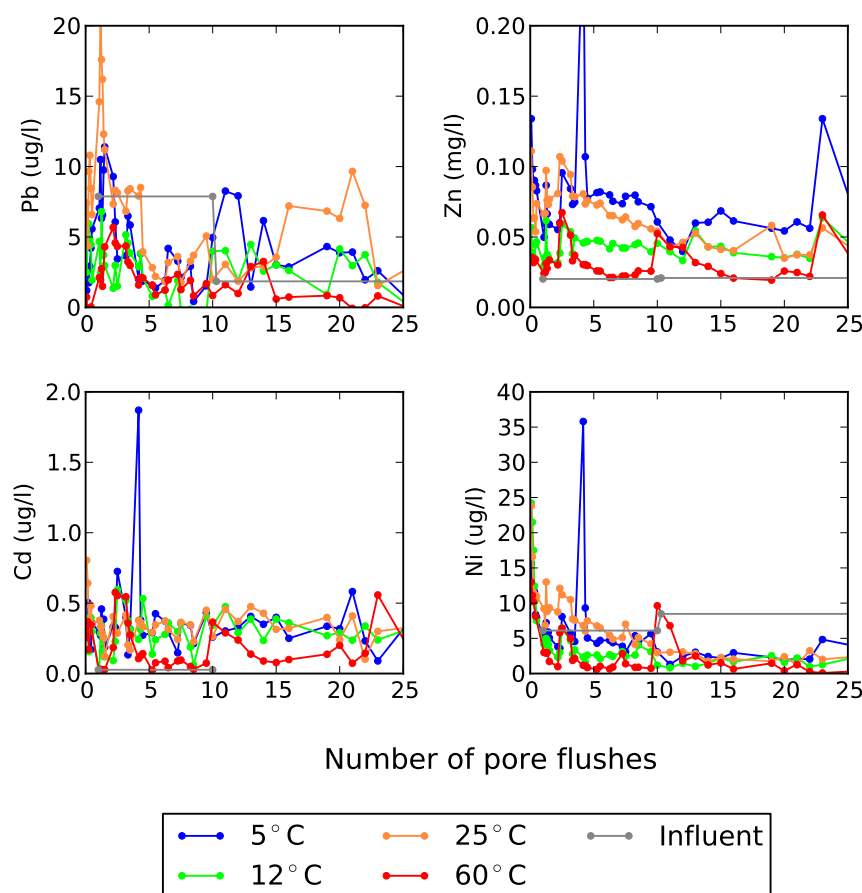 20
15
10
5
0
Pb (ug/l)
0 5 10 15 20 25
0.20
0.15
0.10
0.05
0.00
Zn (mg/l)
0 5 10 15 20 25
2.0
1.5
1.0
0.5
0.0
Cd (ug/l)
0 5 10 15 20 25
40
35
30
25
20
15
10
5
0
Ni (ug/l)
0 5 10 15 20 25
Number of pore flushes
5°C 25°C Influent
12°C 60°C